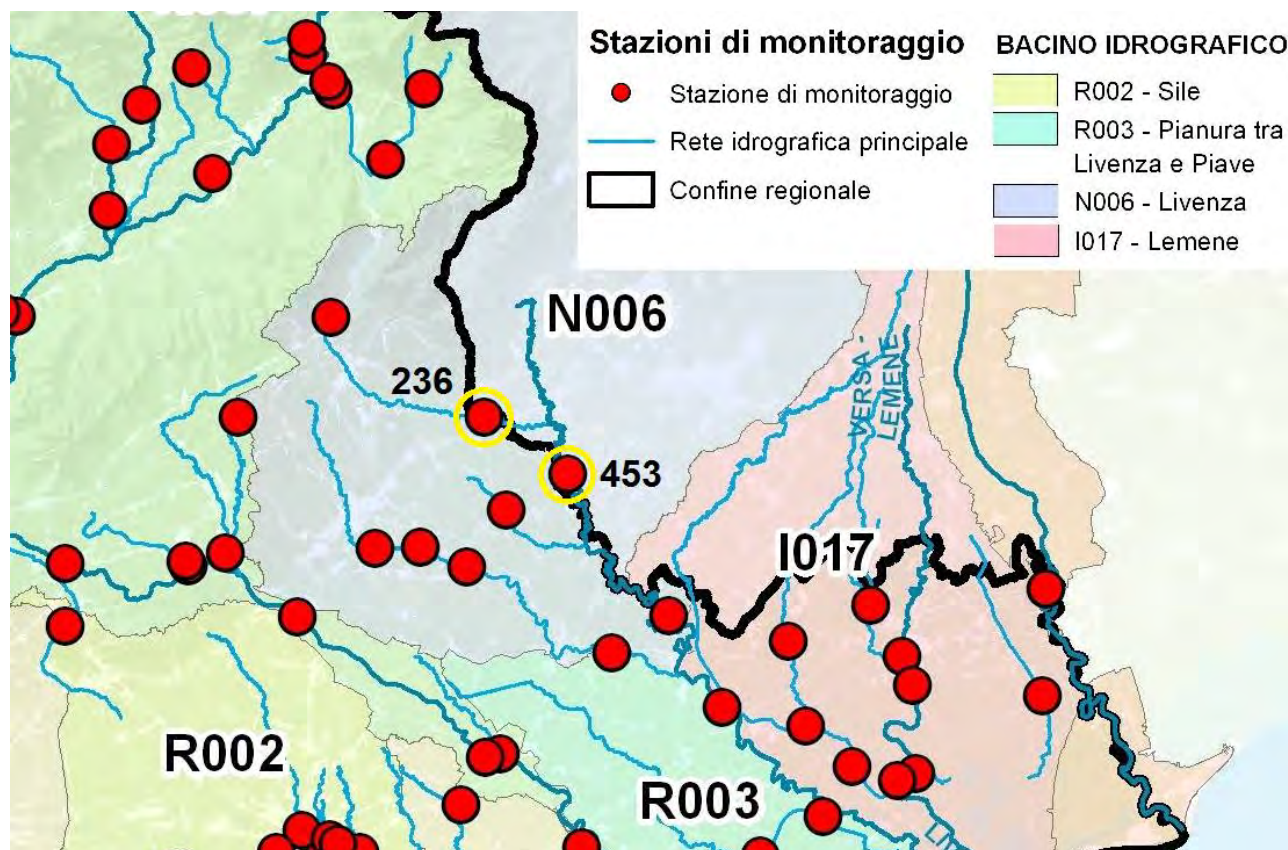 Stazioni di monitoraggio
Stazione di monitoraggio
Rete idrografica principale
Confine regionale
BACINO IDROGRAFICO
R002 - Sile
R003 - Pianura tra
Livenza e Piave
N006 - Livenza
I017 - Lemene
N006
236
453
VERSA -
LEMENE
I017
R002
R003